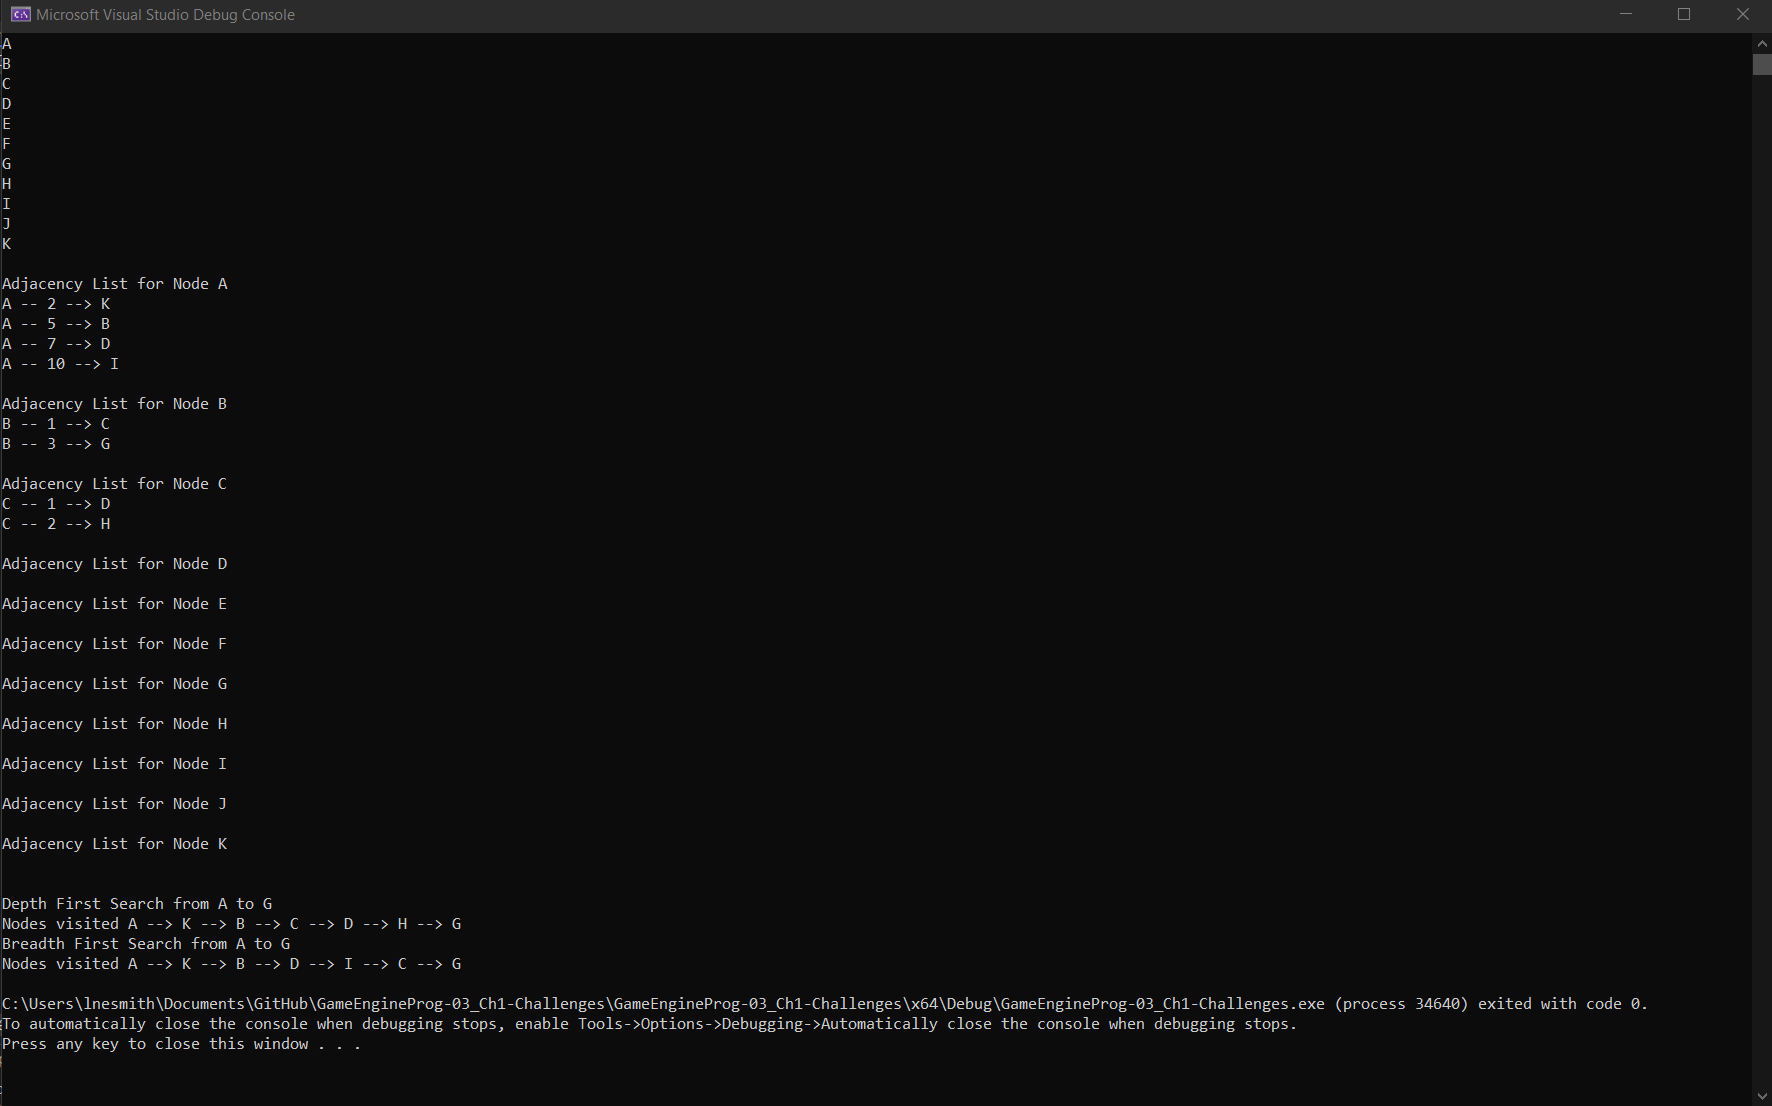 Microsoft Visual Studio Debug Console
A
B
C
D
E
F
G
H
I
J
K
Adjacency List for Node A
A -- 2 --> K
A -- 5 --> B
A -- 7 --> D
A -- 10 --> I
Adjacency List for Node B
B -- 1 --> C
B -- 3 --> G
Adjacency List for Node C
C -- 1 --> D
C -- 2 --> H
Adjacency List for Node D
Adjacency List for Node E
Adjacency List for Node F
Adjacency List for Node G
Adjacency List for Node H
Adjacency List for Node I
Adjacency List for Node J
Adjacency List for Node K
Depth First Search from A to G
Nodes visited A --> K --> B --> C --> D --> H --> G
Breadth First Search from A to G
Nodes visited A --> K --> B --> D --> I --> C --> G
C:\Users\lnesmith\Documents\GitHub\GameEngineProg-03_Ch1-Challenges\GameEngineProg-03_Ch1-Challenges\x64\Debug\GameEngineProg-03_Ch1-Challenges.exe (process 34640) exited with code 0.
To automatically close the console when debugging stops, enable Tools->Options->Debugging->Automatically close the console when debugging stops.
Press any key to close this window . . .